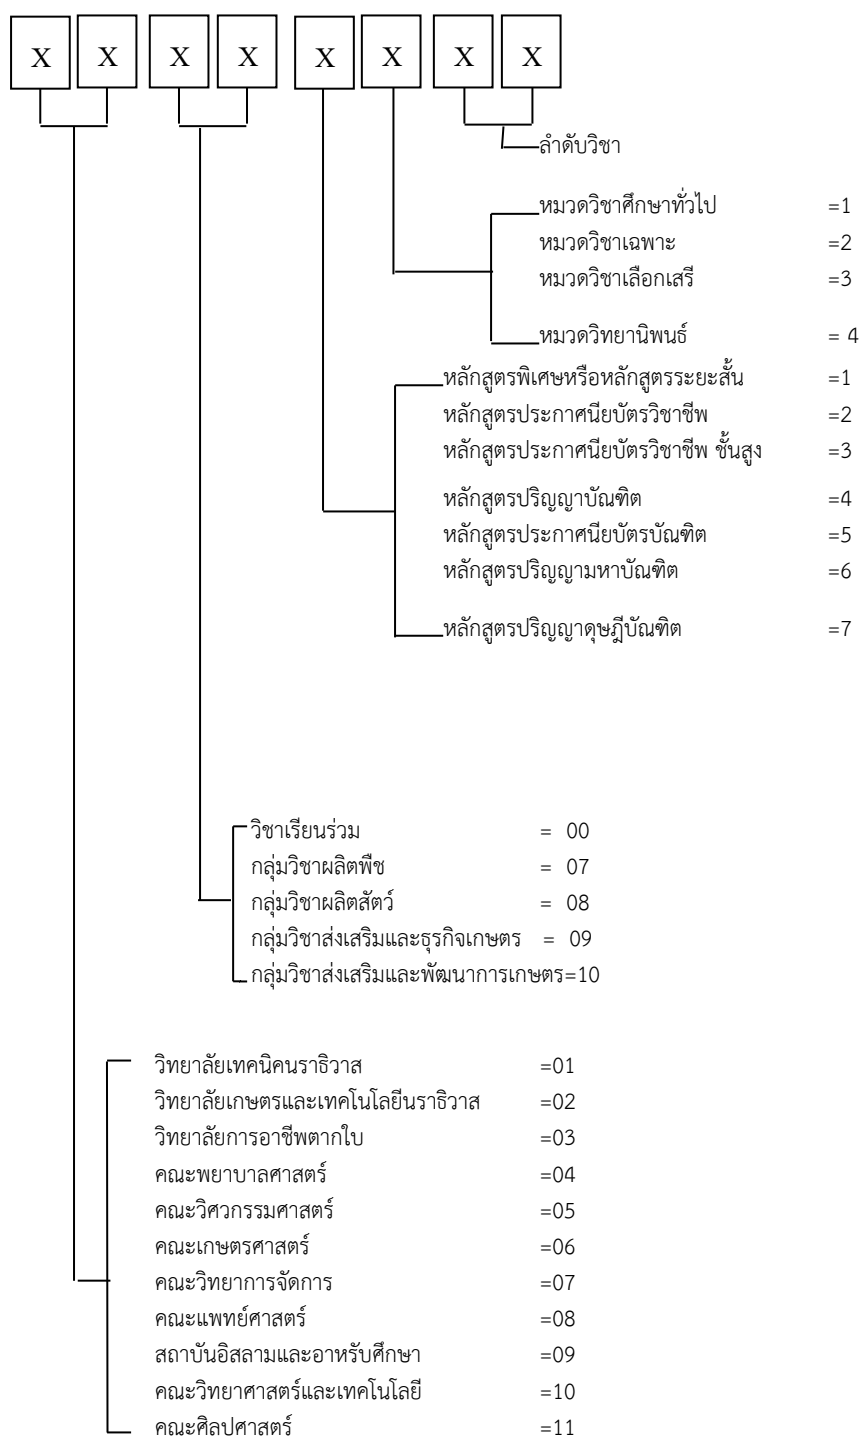 X X X X X X X X
ลำดับวิชา
หมวดวิชาศึกษาทั่วไป =1
หมวดวิชาเฉพาะ =2
หมวดวิชาเลือกเสรี =3
หมวดวิทยานิพนธ์ = 4
หลักสูตรพิเศษหรือหลักสูตรระยะสั้น =1
หลักสูตรประกาศนียบัตรวิชาชีพ =2
หลักสูตรประกาศนียบัตรวิชาชีพ ชั้นสูง =3
หลักสูตรปริญญาบัณฑิต =4
หลักสูตรประกาศนียบัตรบัณฑิต =5
หลักสูตรปริญญามหาบัณฑิต =6
หลักสูตรปริญญาดุษฎีบัณฑิต =7
วิชาเรียนร่วม = 00
กลุ่มวิชาผลิตพืช = 07
กลุ่มวิชาผลิตสัตว์ = 08
กลุ่มวิชาส่งเสริมและธุรกิจเกษตร = 09
กลุ่มวิชาส่งเสริมและพัฒนาการเกษตร=10
วิทยาลัยเทคนิคนราธิวาส =01
วิทยาลัยเกษตรและเทคโนโลยีนราธิวาส =02
วิทยาลัยการอาชีพตากใบ =03
คณะพยาบาลศาสตร์ =04
คณะวิศวกรรมศาสตร์ =05
คณะเกษตรศาสตร์ =06
คณะวิทยาการจัดการ =07
คณะแพทย์ศาสตร์ =08
สถาบันอิสลามและอาหรับศึกษา =09
คณะวิทยาศาสตร์และเทคโนโลยี =10
คณะศิลปศาสตร์ =11